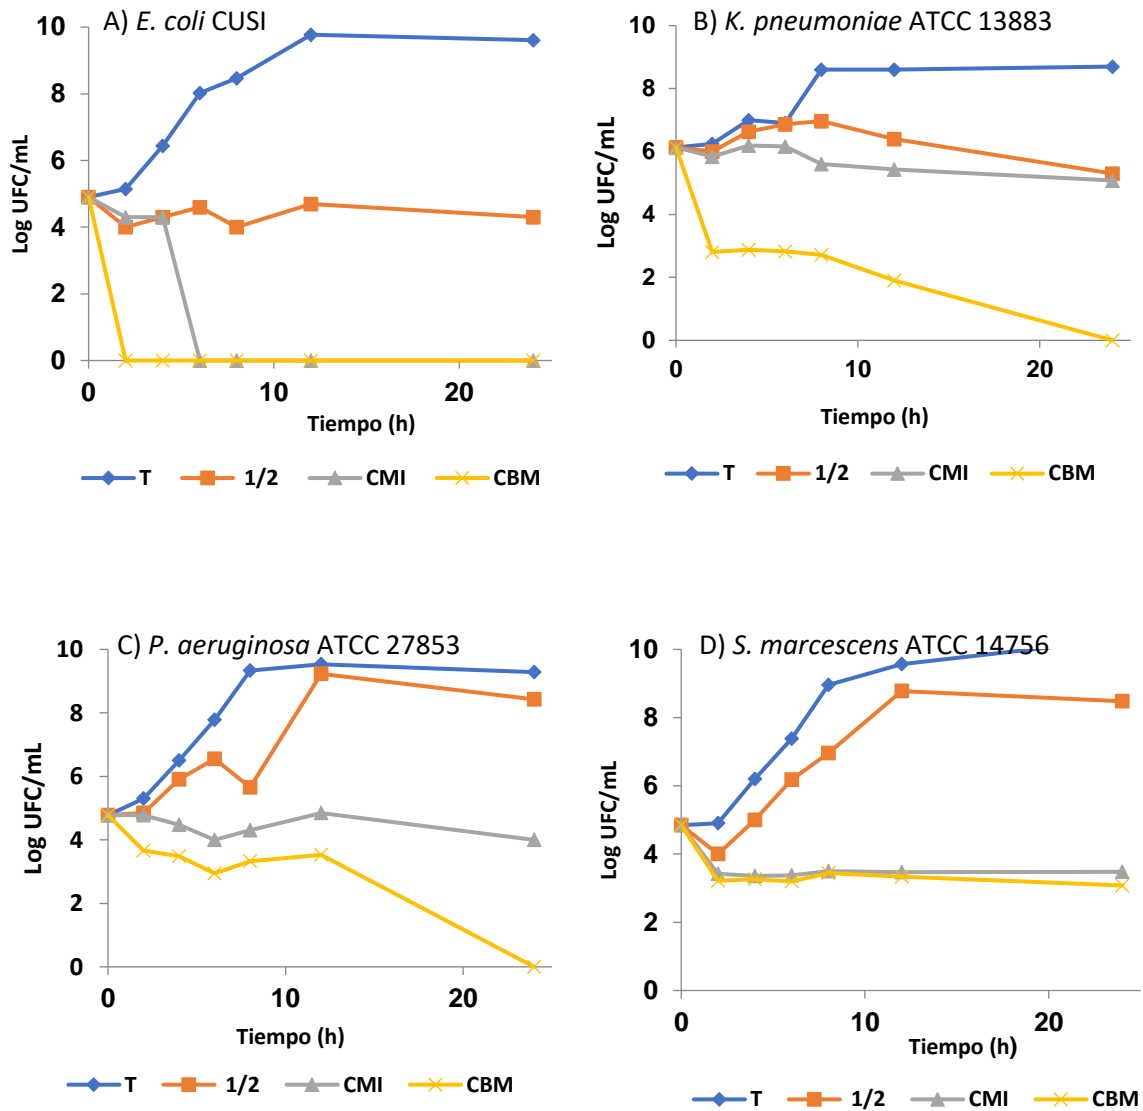 A) E. coli CUSI
10
8
6
4
2
0
Log UFC/mL
0 10 20
Tiempo (h)
T 1/2 CMI CBM
B) K. pneumoniae ATCC 13883
10
8
6
4
2
0
Log UFC/mL
0 10 20
Tiempo (h)
T 1/2 CMI CBM
C) P. aeruginosa ATCC 27853
10
8
6
4
2
0
Log UFC/mL
0 10 20
Tiempo (h)
T 1/2 CMI CBM
D) S. marcescens ATCC 14756
10
8
6
4
2
0
Log UFC/mL
0 10 20
Tiempo (h)
T 1/2 CMI CBM